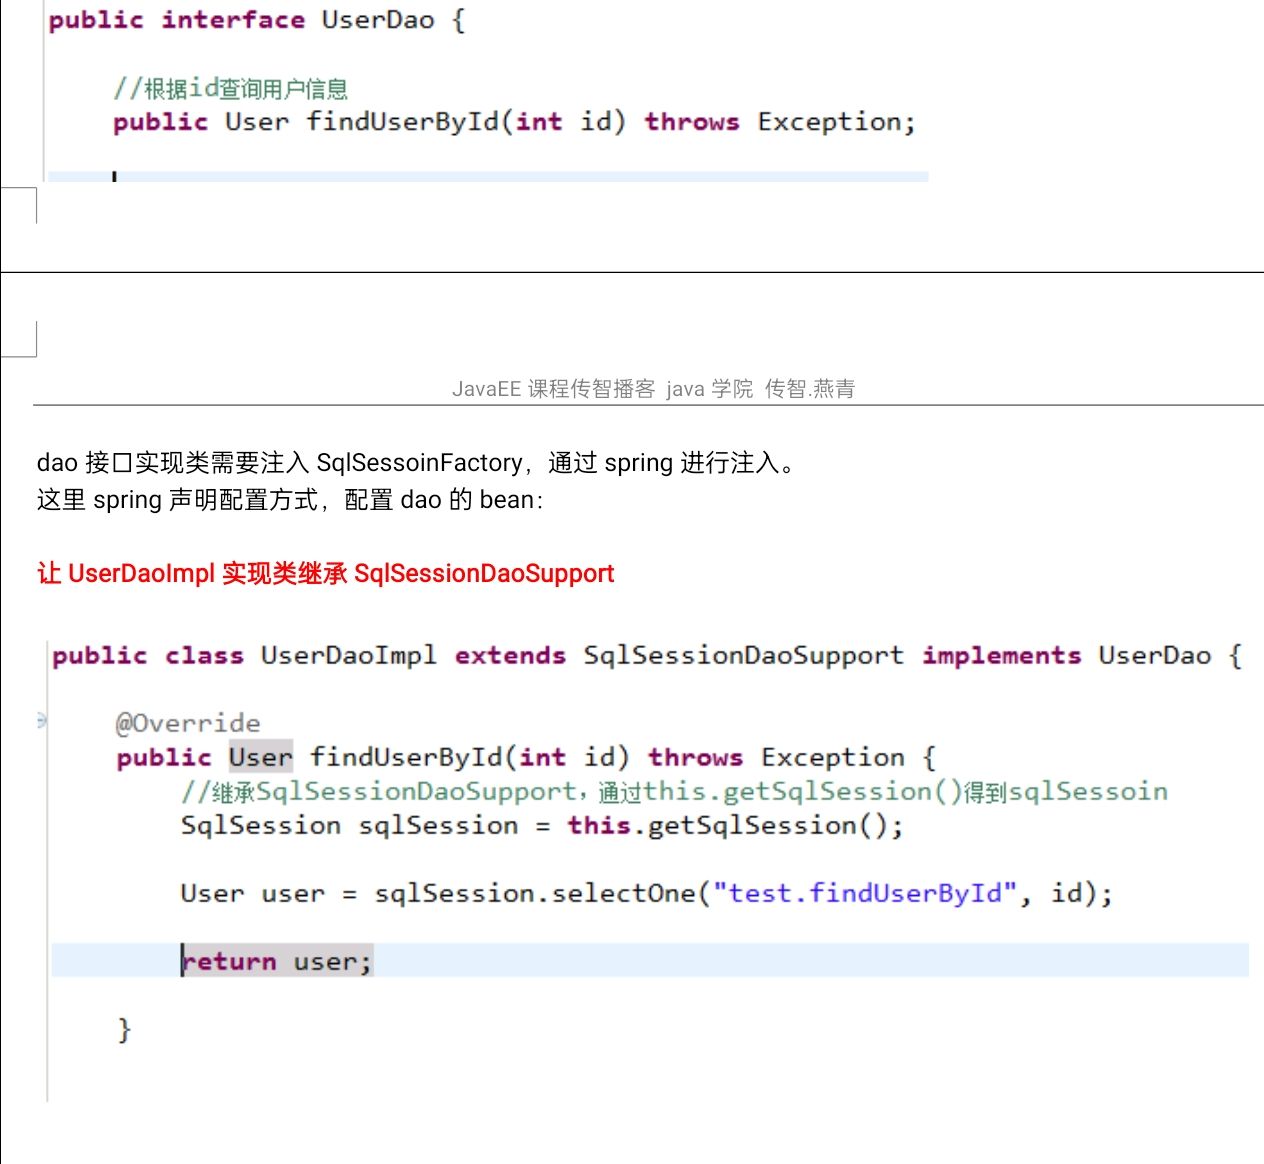 public interface UserDao {
//根据id查询用户信息
public User findUserById(int id) throws Exception;
JavaEE 课程传智播客 java 学院 传智.燕青
dao 接口实现类需要注入 SqlSessoinFactory，通过 spring 进行注入。
这里 spring 声明配置方式，配置 dao 的 bean：
让 UserDaoImpl 实现类继承 SqlSessionDaoSupport
public class UserDaoImpl extends SqlSessionDaoSupport implements UserDao {
@Override
public User findUserById(int id) throws Exception {
//继承SqlSessionDaoSupport，通过this.getSqlSession()得到sqlSessoin
SqlSession sqlSession = this.getSqlSession();
User user = sqlSession.selectOne("test.findUserById", id);
return user;
}